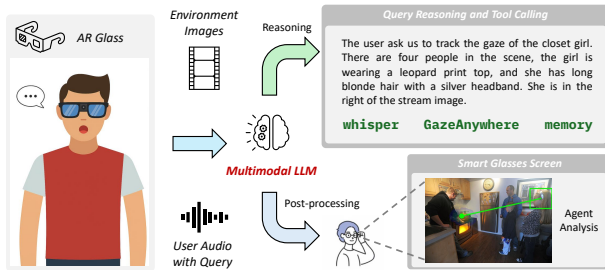 AR Glass
Environment
Images
Reasoning
Multimodal LLM
Post-processing
User Audio
with Query
Query Reasoning and Tool Calling
The user ask us to track the gaze of the closet girl.
There are four people in the scene, the girl is
wearing a leopard print top, and she has long
blonde hair with a silver headband. She is in the
right of the stream image.
whisper GazeAnywhere memory
Smart Glasses Screen
Agent
Analysis